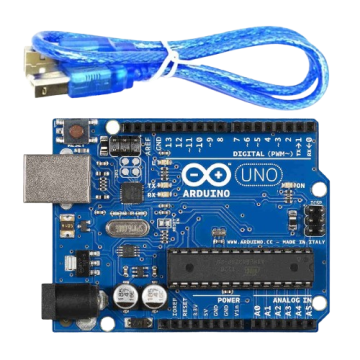 AREF
GND
13
12
~11
~10
~9
8
7
~6
~5
4
~3
2
TX→1
RX←0
DIGITAL (PWM~)
TX
RX
ON
UNO
ARDUINO
WWW.ARDUINO.CC - MADE IN ITALY
POWER
ANALOG IN
IOREF
RESET
3.3V
5V
GND
GND
Vin
A0
A1
A2
A3
A4
A5